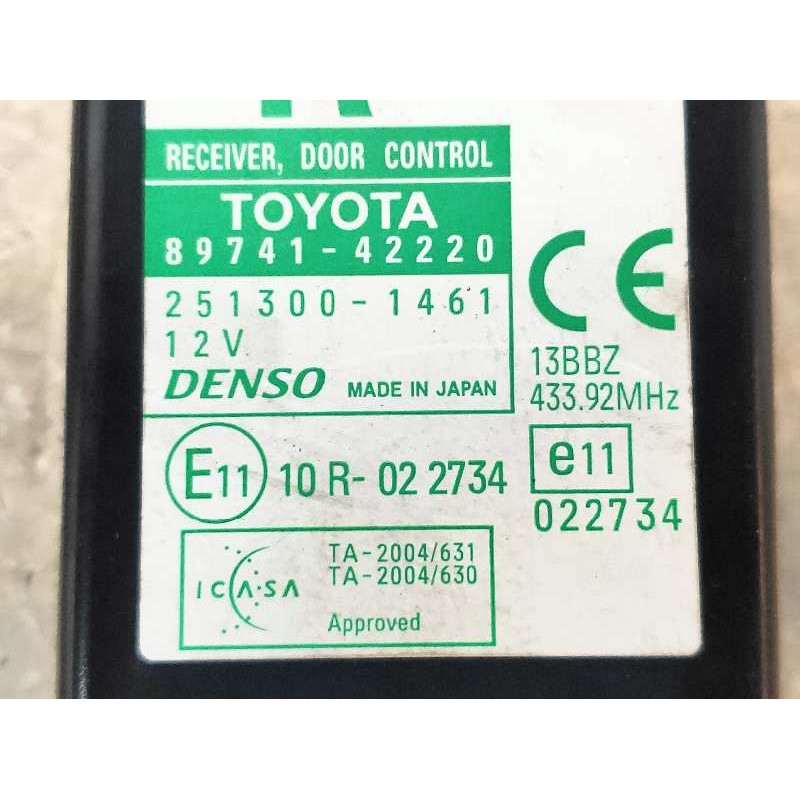 RECEIVER, DOOR CONTROL
TOYOTA
89741-42220
251300-1461
12V
DENSO MADE IN JAPAN
CE
13BBZ
433.92MHz
E11 10 R-02 2734
e11
022734
ICASA
TA-2004/631
TA-2004/630
Approved